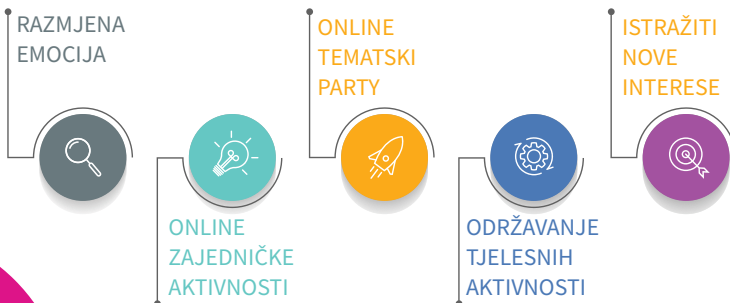 RAZMJENA
EMOCIJA
ONLINE
ZAJEDNIČKE
AKTIVNOSTI
ONLINE
TEMATSKI
PARTY
ODRŽAVANJE
TJELESNIH
AKTIVNOSTI
ISTRAŽITI
NOVE
INTERESE